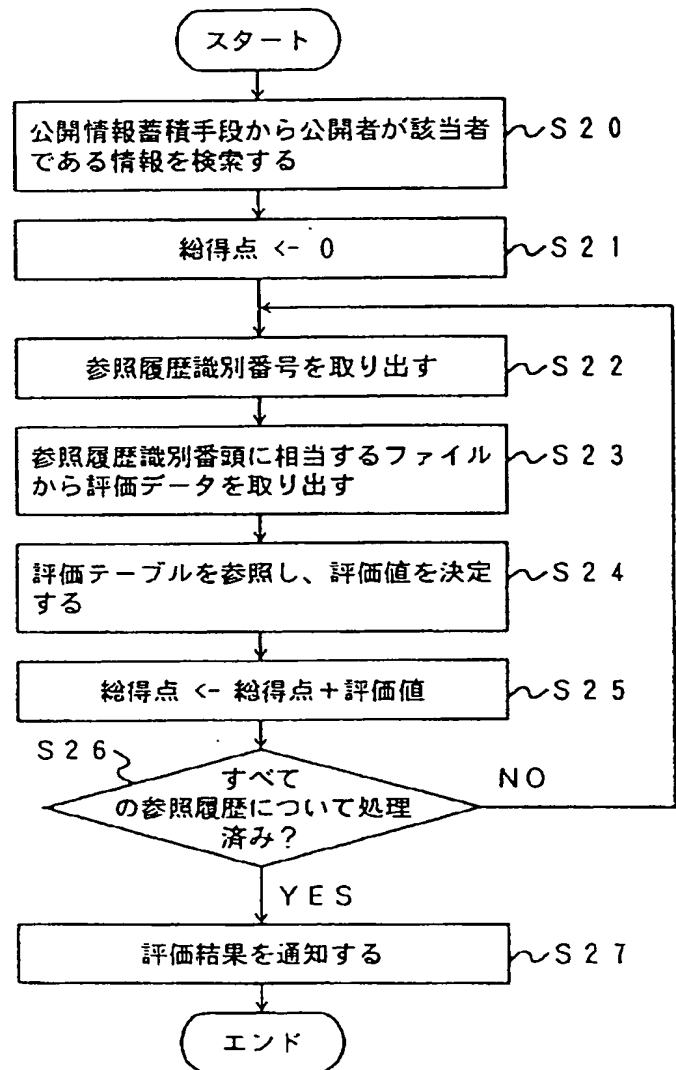 スタート
公開情報蓄積手段から公開者が該当者
である情報を検索する
S20
総得点 <- 0
S21
参照履歴識別番号を取り出す
S22
参照履歴識別番頭に相当するファイル
から評価データを取り出す
S23
評価テーブルを参照し、評価値を決定
する
S24
総得点 <- 総得点+評価値
S25
S26
すべて
の参照履歴について処理
済み?
NO
YES
評価結果を通知する
S27
エンド